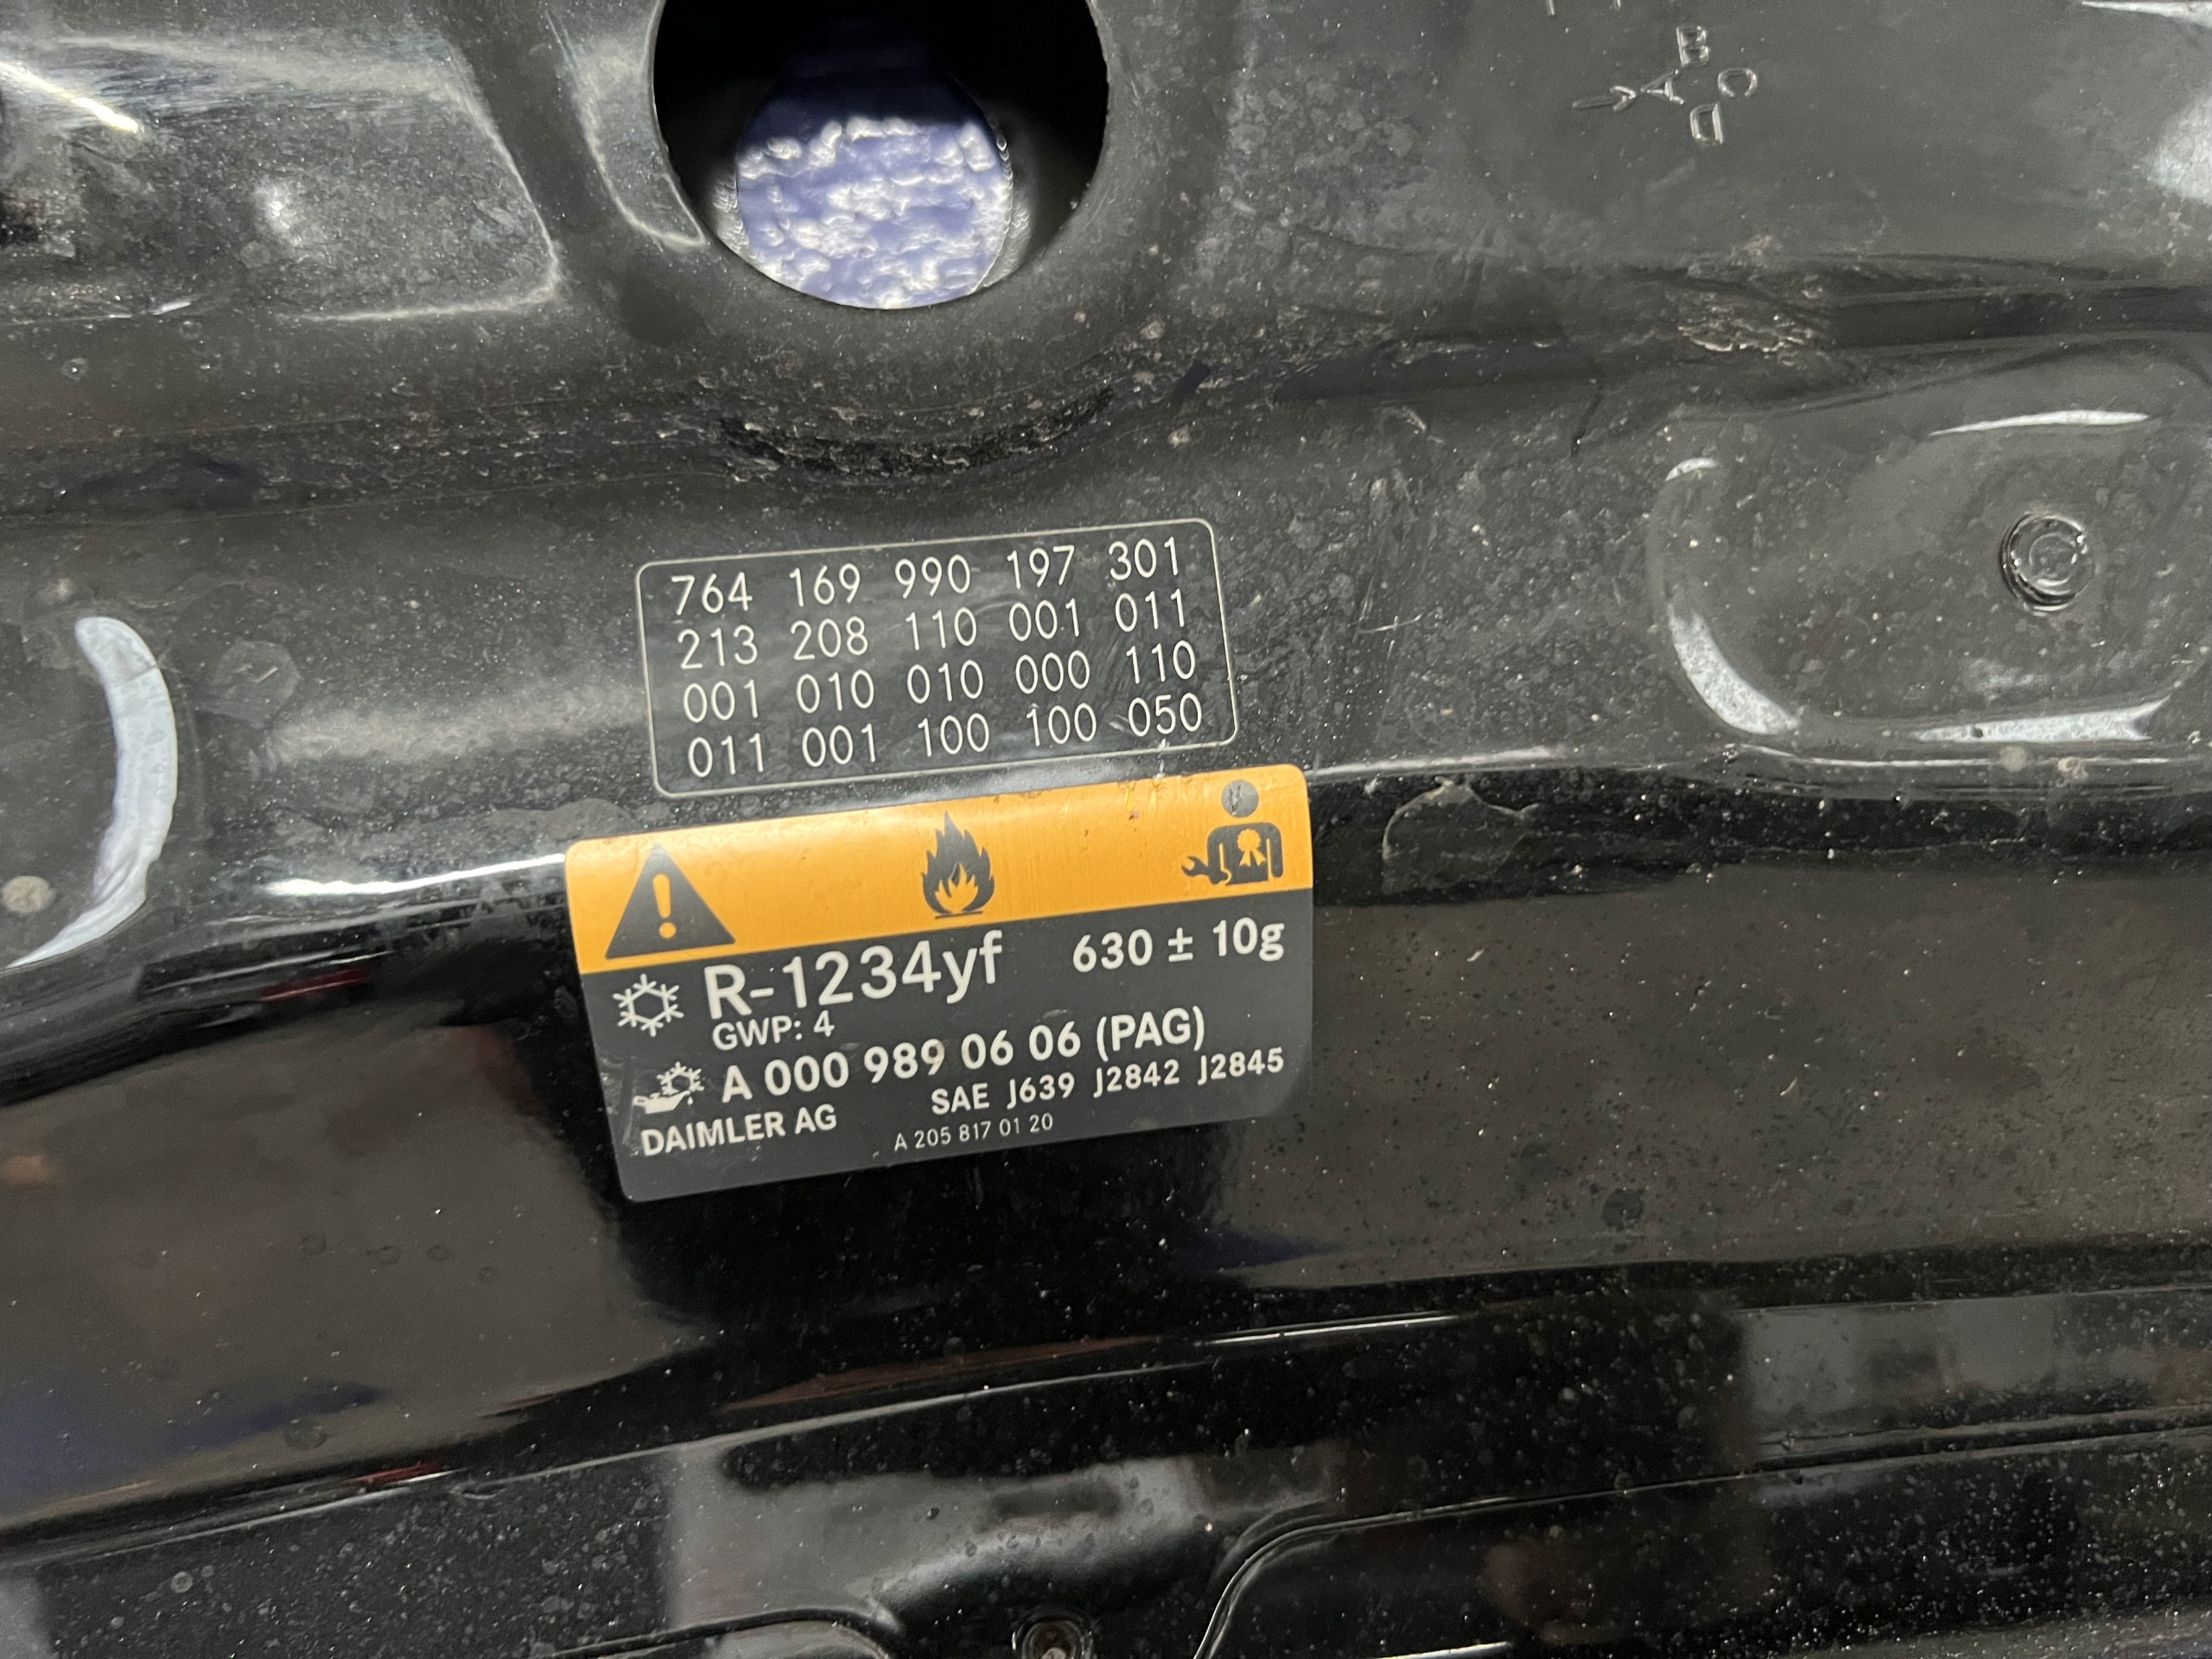 B
A C
D
764 169 990 197 301
213 208 110 001 011
001 010 010 000 110
011 001 100 100 050
R-1234yf 630 ± 10g
GWP: 4
A 000 989 06 06 (PAG)
SAE J639 J2842 J2845
DAIMLER AG
A 205 817 01 20